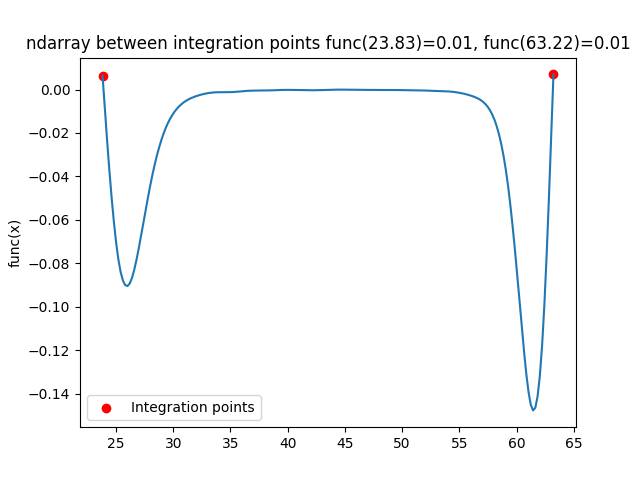 ndarray between integration points func(23.83)=0.01, func(63.22)=0.01
0.00
−0.02
−0.04
−0.06
−0.08
−0.10
−0.12
−0.14
func(x)
Integration points
25 30 35 40 45 50 55 60 65